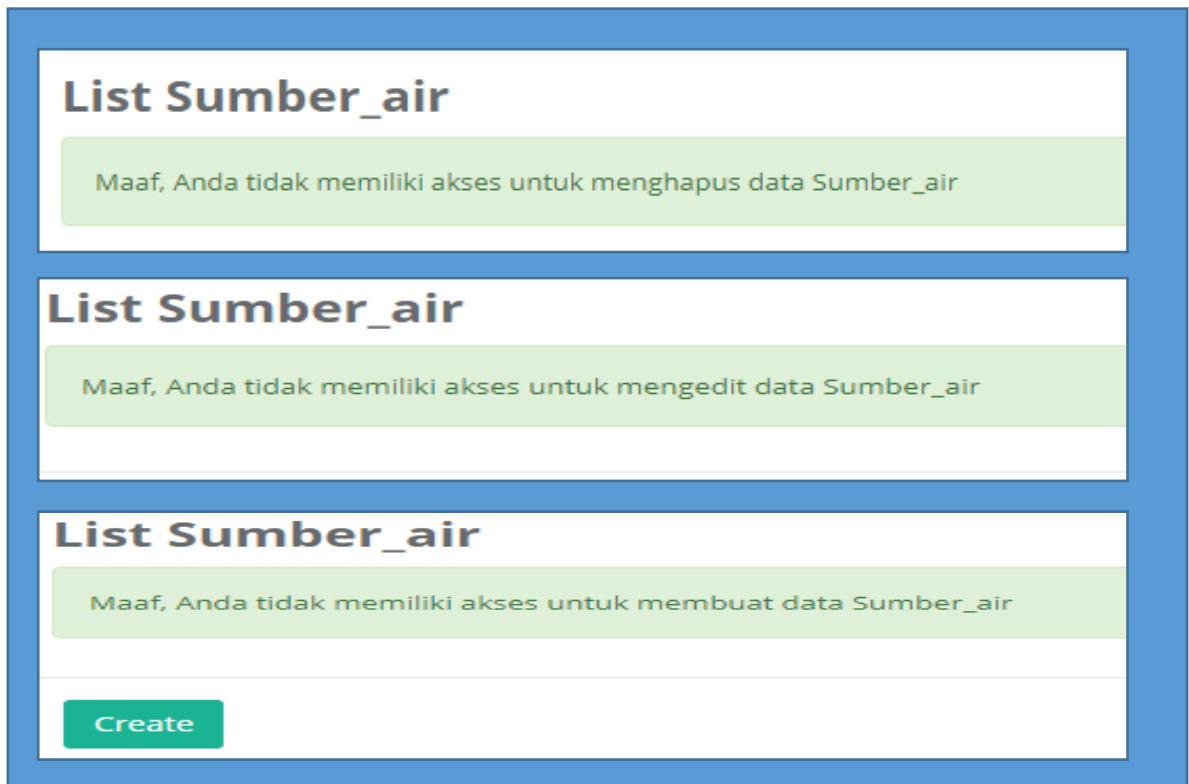 List Sumber_air
Maaf, Anda tidak memiliki akses untuk menghapus data Sumber_air
List Sumber_air
Maaf, Anda tidak memiliki akses untuk mengedit data Sumber_air
List Sumber_air
Maaf, Anda tidak memiliki akses untuk membuat data Sumber_air
Create